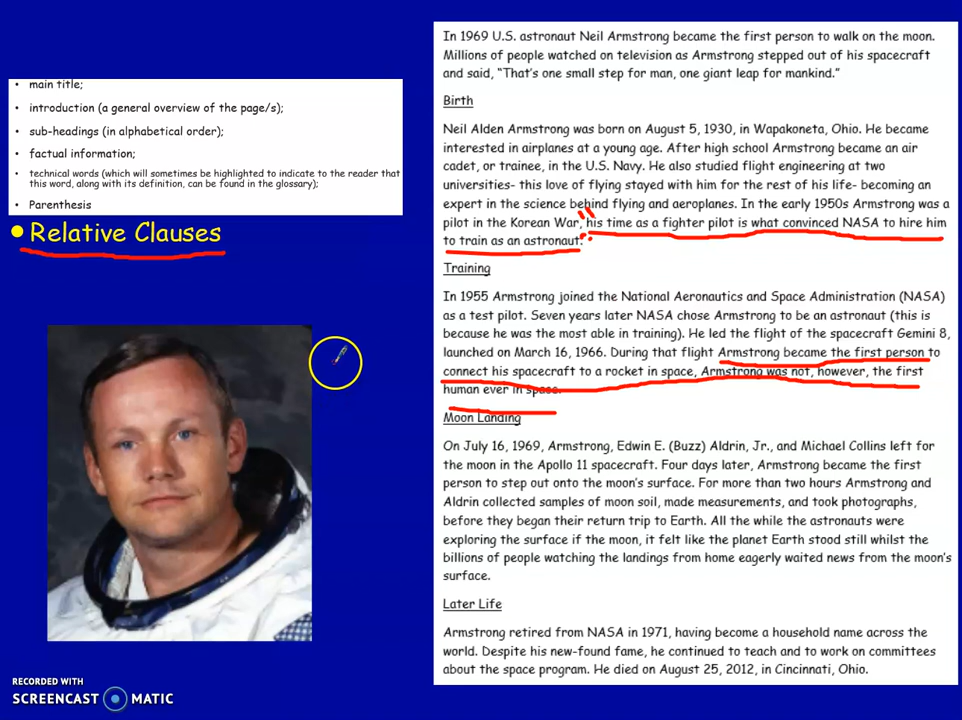 main title;
introduction (a general overview of the page/s);
sub-headings (in alphabetical order);
factual information;
technical words (which will sometimes be highlighted to indicate to the reader that
this word, along with its definition, can be found in the glossary);
Parenthesis
Relative Clauses
In 1969 U.S. astronaut Neil Armstrong became the first person to walk on the moon.
Millions of people watched on television as Armstrong stepped out of his spacecraft
and said, “That’s one small step for man, one giant leap for mankind.”
Birth
Neil Alden Armstrong was born on August 5, 1930, in Wapakoneta, Ohio. He became
interested in airplanes at a young age. After high school Armstrong became an air
cadet, or trainee, in the U.S. Navy. He also studied flight engineering at two
universities- this love of flying stayed with him for the rest of his life- becoming an
expert in the science behind flying and aeroplanes. In the early 1950s Armstrong was a
pilot in the Korean War, his time as a fighter pilot is what convinced NASA to hire him
to train as an astronaut.
Training
In 1955 Armstrong joined the National Aeronautics and Space Administration (NASA)
as a test pilot. Seven years later NASA chose Armstrong to be an astronaut (this is
because he was the most able in training). He led the flight of the spacecraft Gemini 8,
launched on March 16, 1966. During that flight Armstrong became the first person to
connect his spacecraft to a rocket in space, Armstrong was not, however, the first
human ever in space.
Moon Landing
On July 16, 1969, Armstrong, Edwin E. (Buzz) Aldrin, Jr., and Michael Collins left for
the moon in the Apollo 11 spacecraft. Four days later, Armstrong became the first
person to step out onto the moon’s surface. For more than two hours Armstrong and
Aldrin collected samples of moon soil, made measurements, and took photographs,
before they began their return trip to Earth. All the while the astronauts were
exploring the surface if the moon, it felt like the planet Earth stood still whilst the
billions of people watching the landings from home eagerly waited news from the moon’s
surface.
Later Life
Armstrong retired from NASA in 1971, having become a household name across the
world. Despite his new-found fame, he continued to teach and to work on committees
about the space program. He died on August 25, 2012, in Cincinnati, Ohio.
RECORDED WITH
SCREENCAST MATIC